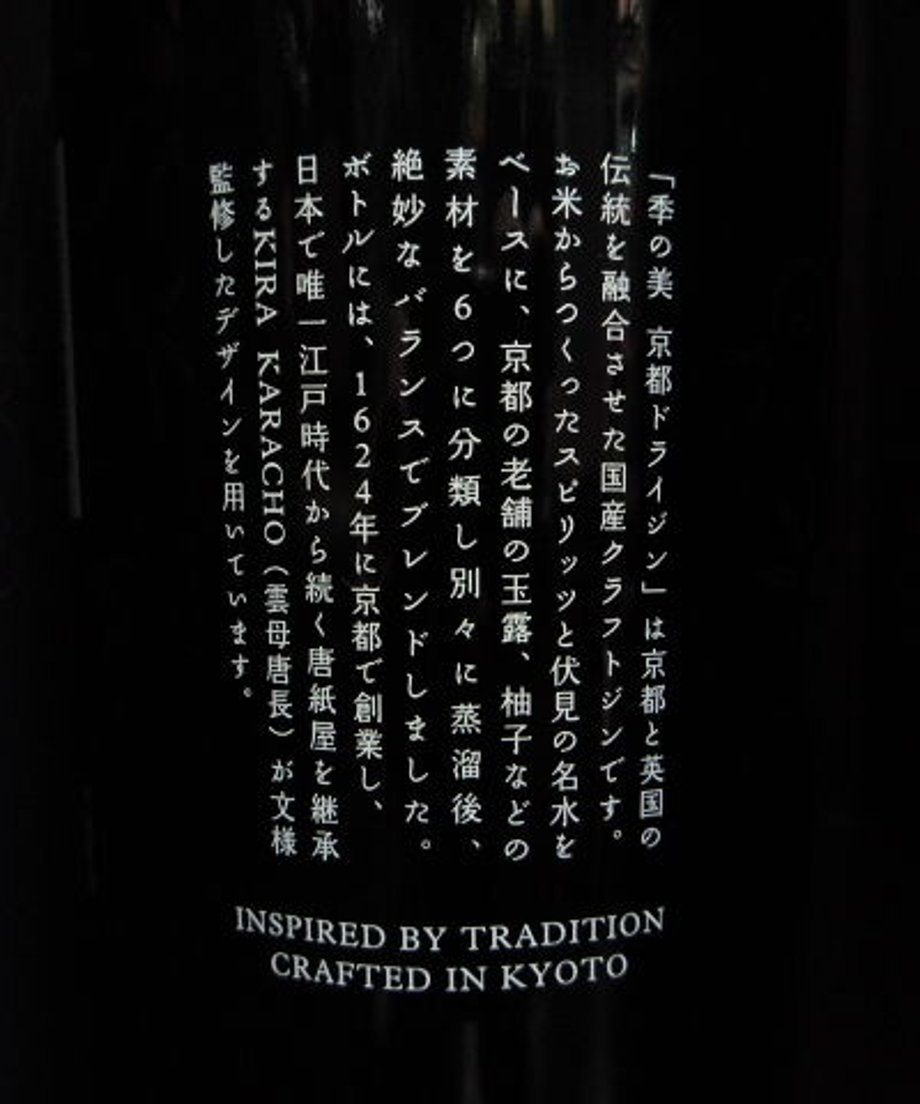 「季の美 京都ドライジン」は京都と英国の
伝統を融合させた国産クラフトジンです。
お米からつくったスピリッツと伏見の名水を
ベースに、京都の老舗の玉露、柚子などの
素材を6つに分類し別々に蒸溜後、
絶妙なバランスでブレンドしました。
ボトルには、1624年に京都で創業し、
日本で唯一江戸時代から続く唐紙屋を継承
するKIRA KARACHO(雲母唐長)が文様
監修したデザインを用いています。
INSPIRED BY TRADITION
CRAFTED IN KYOTO